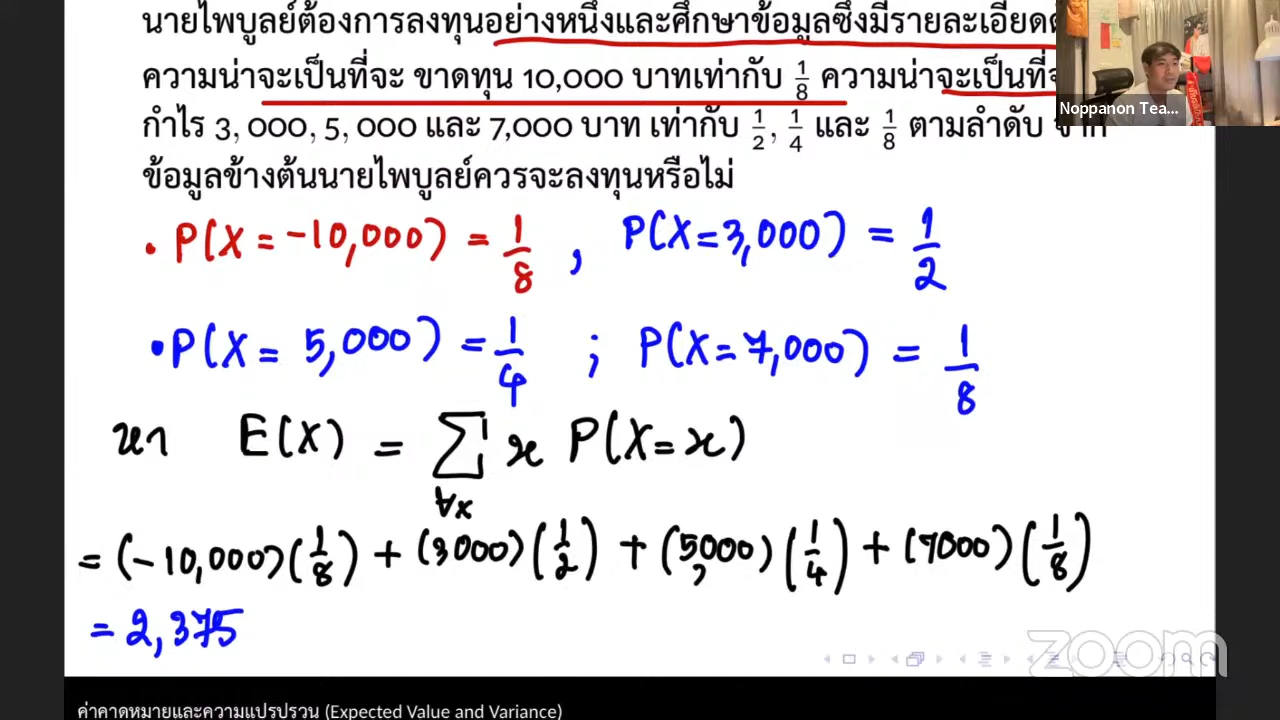 นายไพบูลย์ต้องการลงทุนอย่างหนึ่งและศึกษาข้อมูลซึ่งมีรายละเอียด
ความน่าจะเป็นที่จะ ขาดทุน 10,000 บาทเท่ากับ 1/8 ความน่าจะเป็นที่
Noppanon Tea...
กำไร 3,000, 5,000 และ 7,000 บาท เท่ากับ 1/2, 1/4 และ 1/8 ตามลำดับ จาก
ข้อมูลข้างต้นนายไพบูลย์ควรจะลงทุนหรือไม่
• P(X = -10,000) = 1/8 , P(X = 3,000) = 1/2
• P(X = 5,000) = 1/4 ; P(X = 7,000) = 1/8
หา E(X) = ∑ x P(X = x)
∀x
= (-10,000)(1/8) + (3000)(1/2) + (5,000)(1/4) + (7000)(1/8)
= 2,375
zoom
ค่าคาดหมายและความแปรปรวน (Expected Value and Variance)